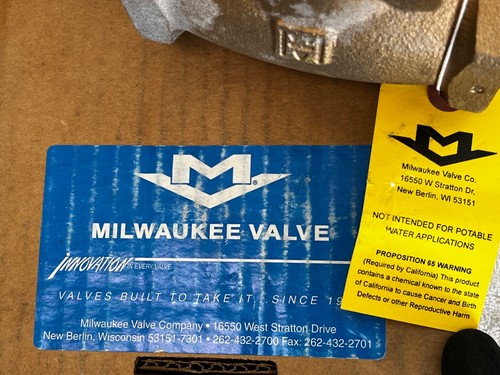 M
M
MILWAUKEE VALVE
INNOVATION IN EVERY VALVE
VALVES BUILT TO TAKE IT...SINCE
Milwaukee Valve Company • 16550 West Stratton Drive
New Berlin, Wisconsin 53151-7301 • 262-432-2700 Fax: 262-432-2701
M
Milwaukee Valve Co.
16550 W Stratton Dr.
New Berlin, WI 53151
NOT INTENDED FOR POTABLE
WATER APPLICATIONS
PROPOSITION 65 WARNING
(Required by California) This product
contains a chemical known to the state
of California to cause Cancer and Birth
Defects or other Reproductive Harm